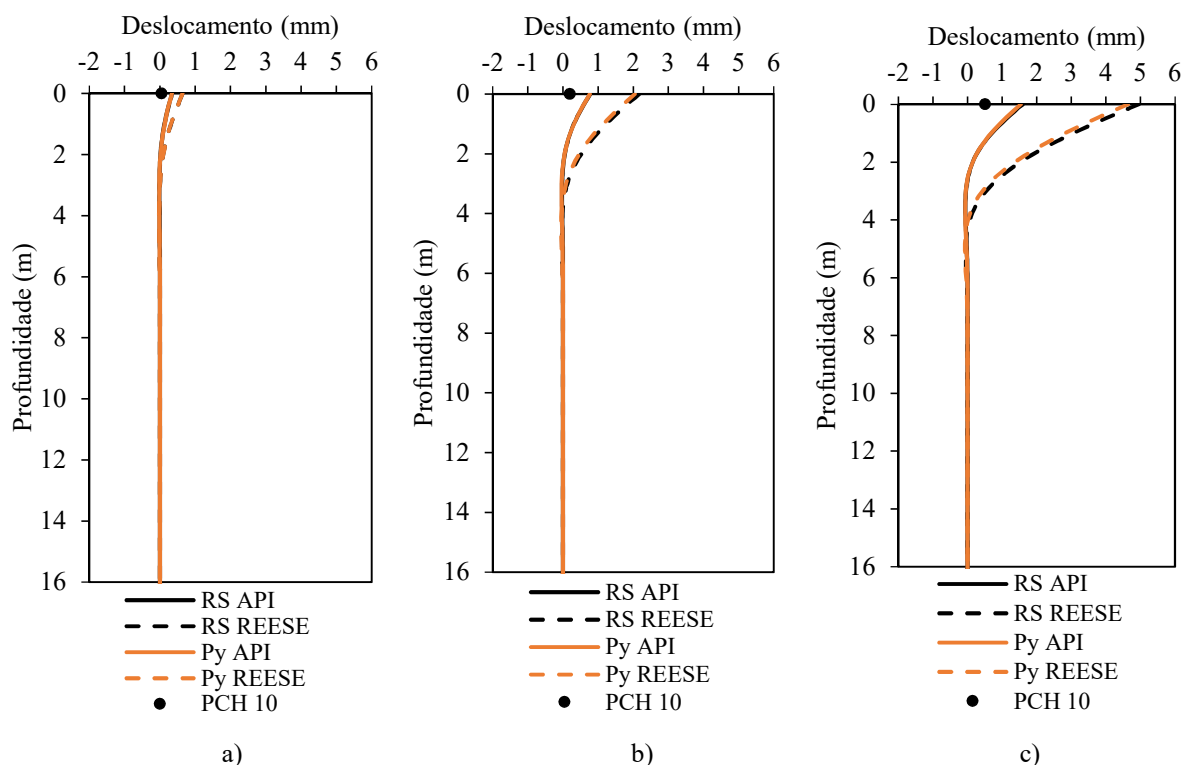 Deslocamento (mm)
-2 -1 0 1 2 3 4 5 6
0
2
4
6
8
10
12
14
16
Profundidade (m)
RS API
RS REESE
Py API
Py REESE
PCH 10
a)
Deslocamento (mm)
-2 -1 0 1 2 3 4 5 6
0
2
4
6
8
10
12
14
16
Profundidade (m)
RS API
RS REESE
Py API
Py REESE
PCH 10
b)
Deslocamento (mm)
-2 -1 0 1 2 3 4 5 6
0
2
4
6
8
10
12
14
16
Profundidade (m)
RS API
RS REESE
Py API
Py REESE
PCH 10
c)